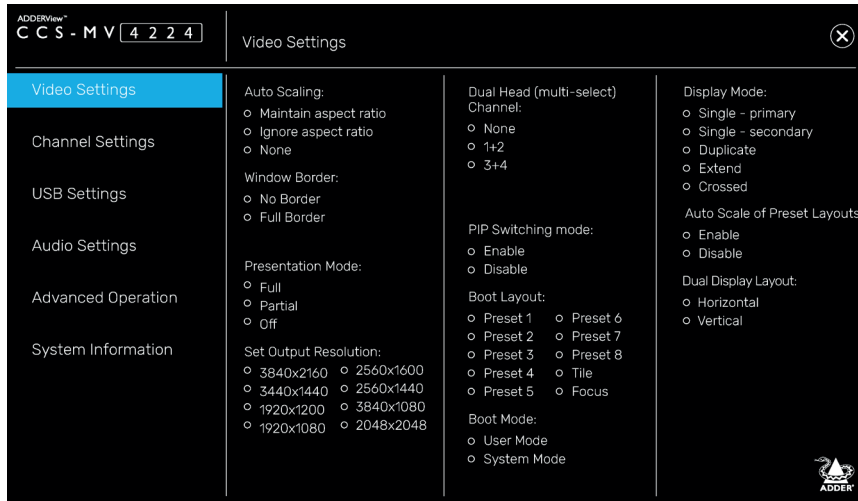 ADDERView™
CCS-MV 4224
Video Settings
Video Settings
Channel Settings
USB Settings
Audio Settings
Advanced Operation
System Information
Auto Scaling:
Maintain aspect ratio
Ignore aspect ratio
None
Window Border:
No Border
Full Border
Presentation Mode:
Full
Partial
Off
Set Output Resolution:
3840x2160 2560x1600
3440x1440 2560x1440
1920x1200 3840x1080
1920x1080 2048x2048
Dual Head (multi-select)
Channel:
None
1+2
3+4
PIP Switching mode:
Enable
Disable
Boot Layout:
Preset 1 Preset 6
Preset 2 Preset 7
Preset 3 Preset 8
Preset 4 Tile
Preset 5 Focus
Boot Mode:
User Mode
System Mode
Display Mode:
Single - primary
Single - secondary
Duplicate
Extend
Crossed
Auto Scale of Preset Layouts
Enable
Disable
Dual Display Layout:
Horizontal
Vertical
ADDER